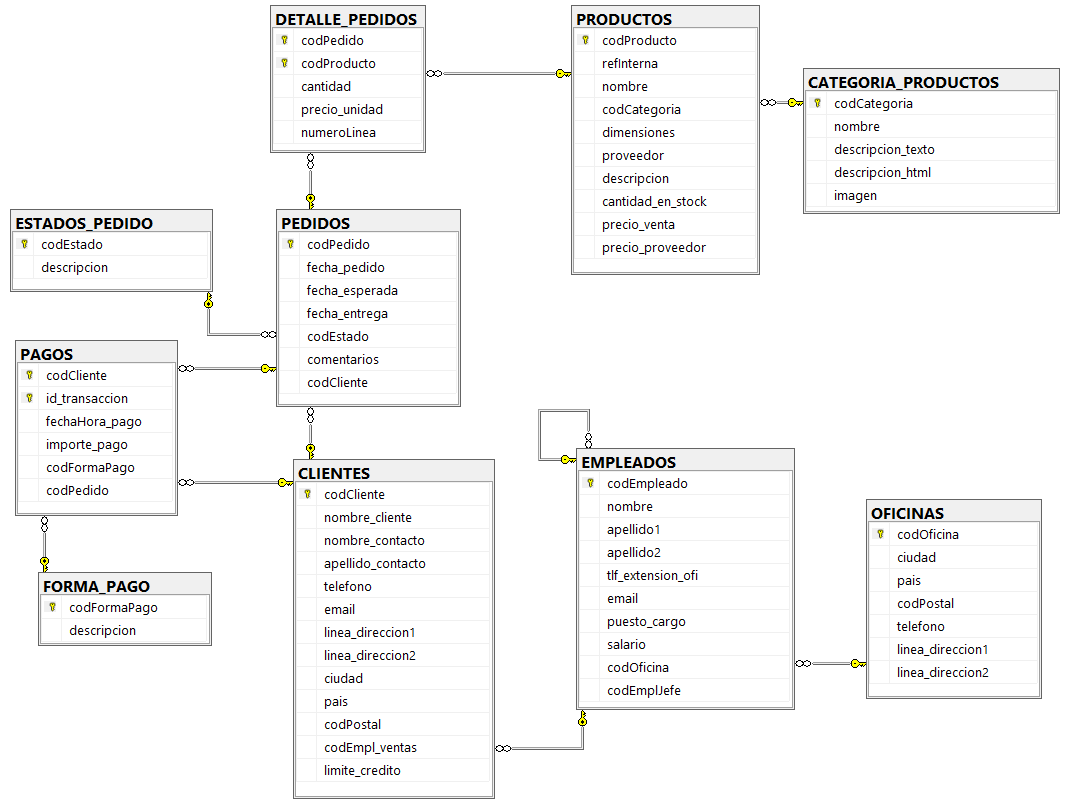 DETALLE_PEDIDOS
codPedido
codProducto
cantidad
precio_unidad
numeroLinea
PRODUCTOS
codProducto
refInterna
nombre
codCategoria
dimensiones
proveedor
descripcion
cantidad_en_stock
precio_venta
precio_proveedor
CATEGORIA_PRODUCTOS
codCategoria
nombre
descripcion_texto
descripcion_html
imagen
ESTADOS_PEDIDO
codEstado
descripcion
PEDIDOS
codPedido
fecha_pedido
fecha_esperada
fecha_entrega
codEstado
comentarios
codCliente
PAGOS
codCliente
id_transaccion
fechaHora_pago
importe_pago
codFormaPago
codPedido
FORMA_PAGO
codFormaPago
descripcion
CLIENTES
codCliente
nombre_cliente
nombre_contacto
apellido_contacto
telefono
email
linea_direccion1
linea_direccion2
ciudad
pais
codPostal
codEmpl_ventas
limite_credito
EMPLEADOS
codEmpleado
nombre
apellido1
apellido2
tlf_extension_ofi
email
puesto_cargo
salario
codOficina
codEmplJefe
OFICINAS
codOficina
ciudad
pais
codPostal
telefono
linea_direccion1
linea_direccion2